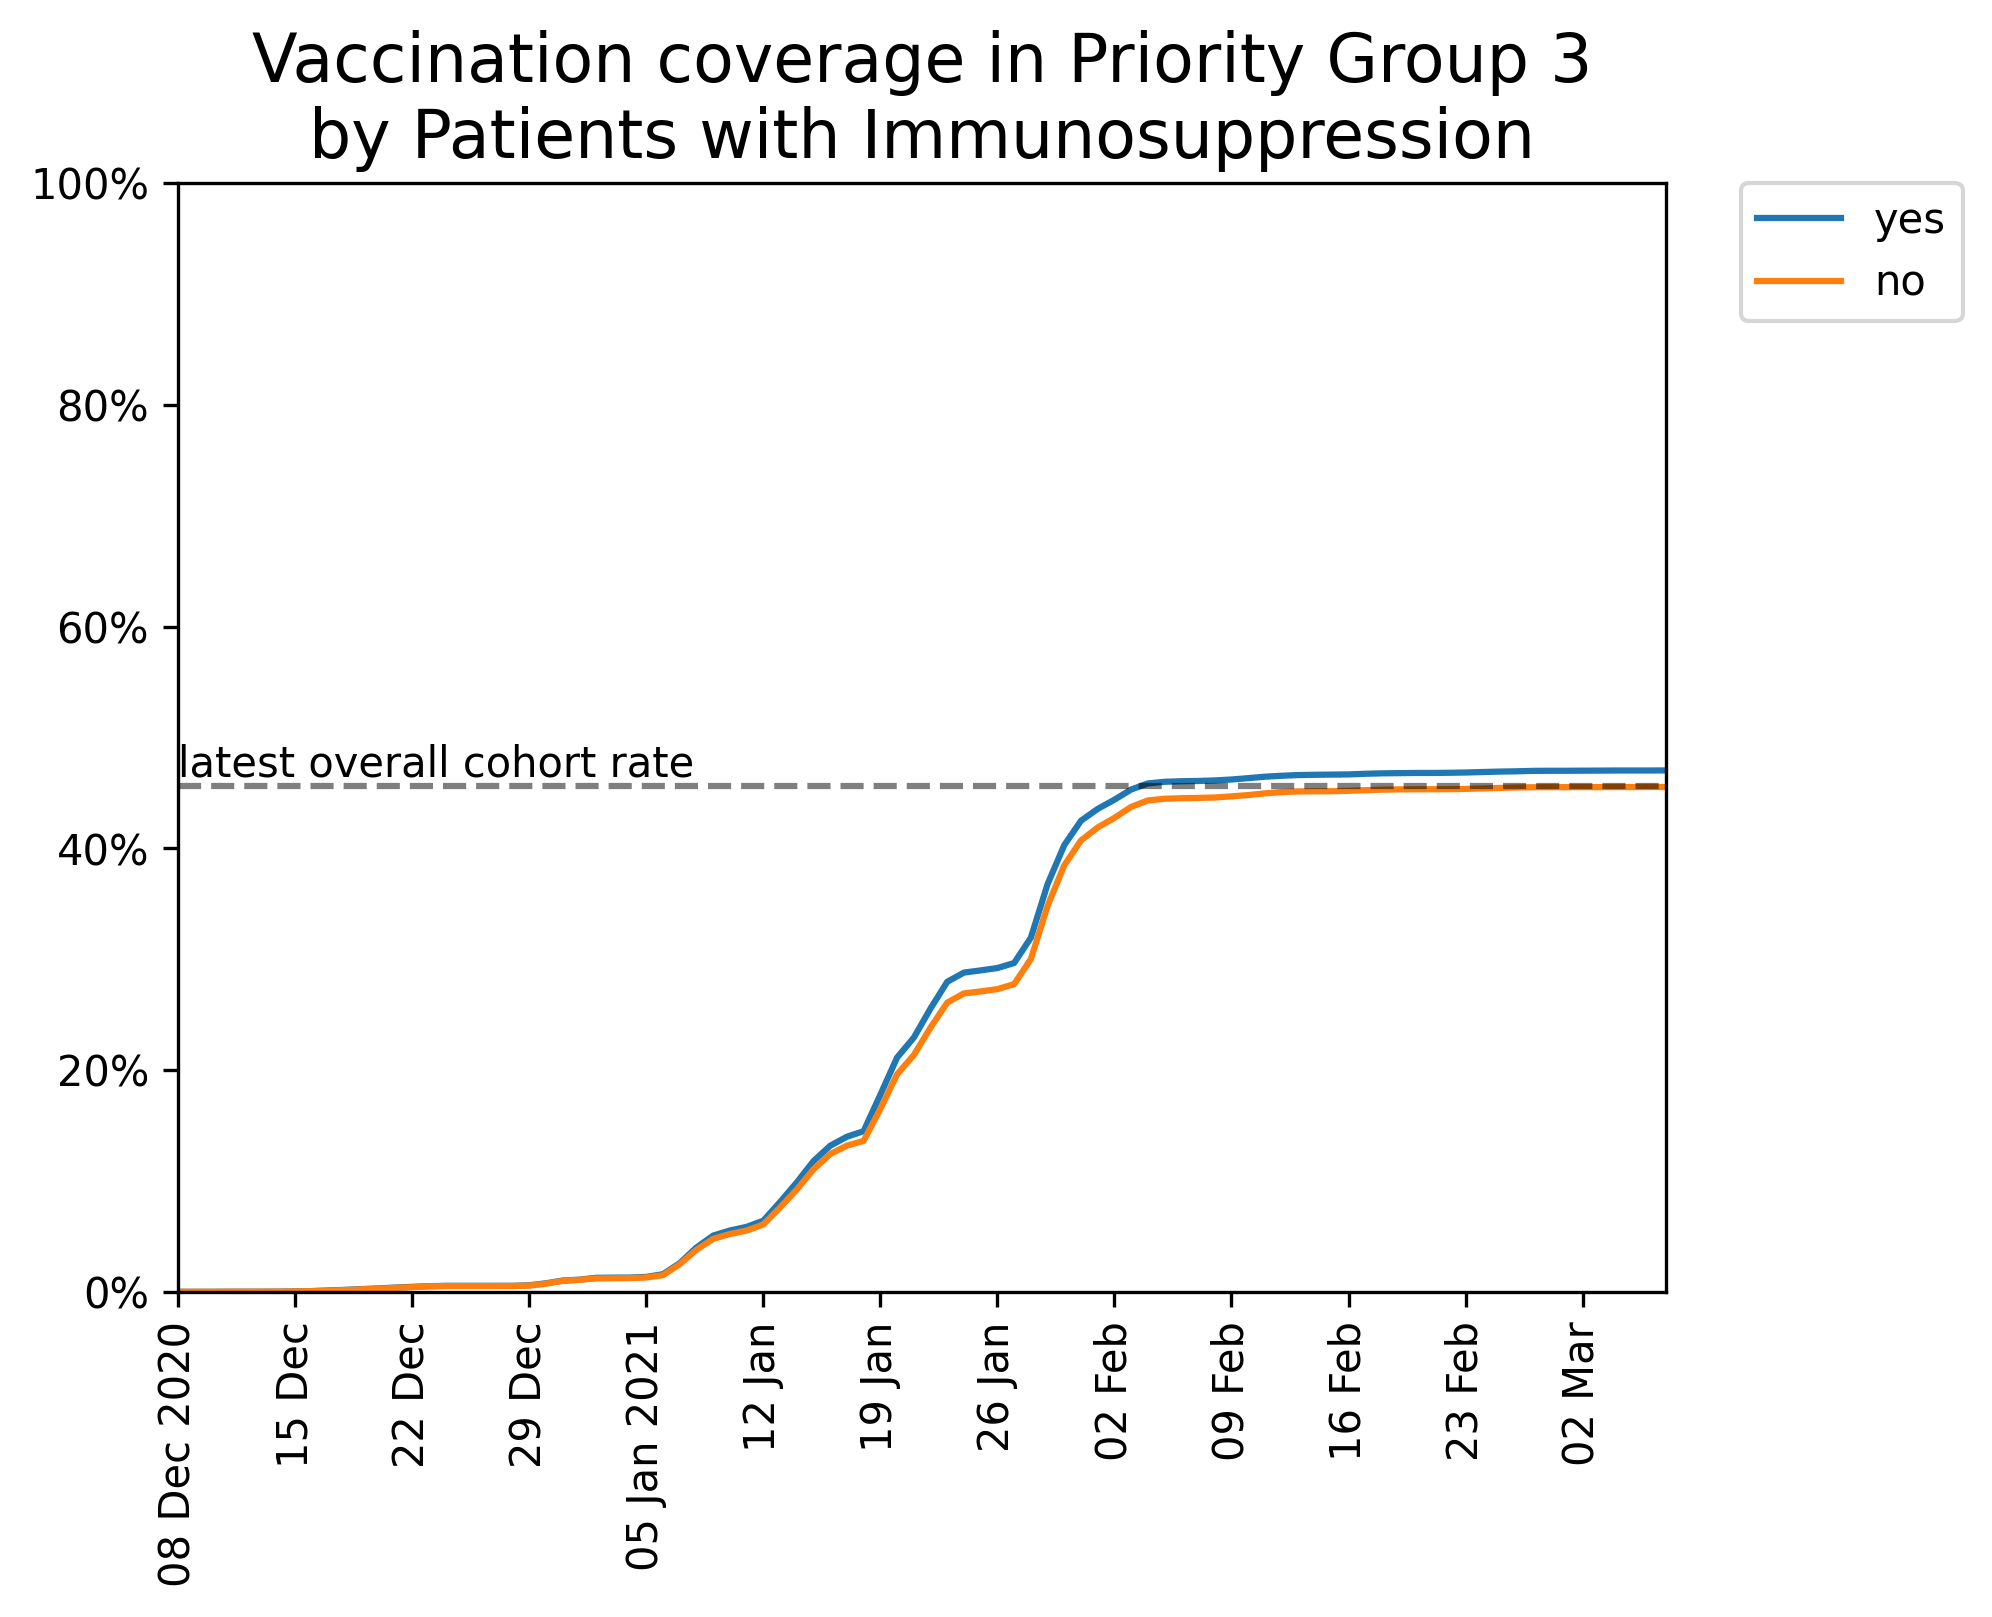 Vaccination coverage in Priority Group 3
by Patients with Immunosuppression
100%
80%
60%
40%
20%
0%
latest overall cohort rate
yes
no
08 Dec 2020
15 Dec
22 Dec
29 Dec
05 Jan 2021
12 Jan
19 Jan
26 Jan
02 Feb
09 Feb
16 Feb
23 Feb
02 Mar